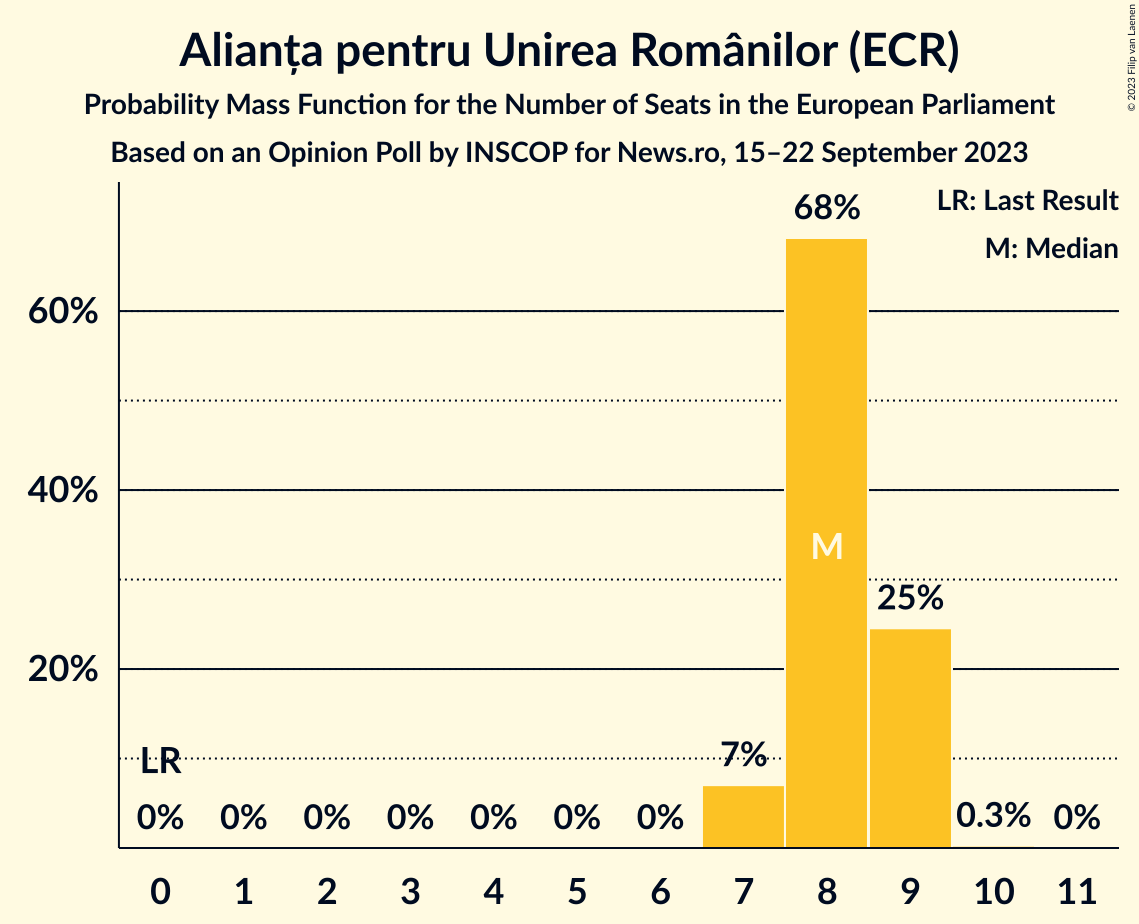 Alianța pentru Unirea Românilor (ECR)
Probability Mass Function for the Number of Seats in the European Parliament
Based on an Opinion Poll by INSCOP for News.ro, 15–22 September 2023
© 2023 Filip van Laenen
LR: Last Result
M: Median
68%
60%
40%
M
25%
20%
LR
7%
0% 0% 0% 0% 0% 0% 0% 0.3% 0%
0 1 2 3 4 5 6 7 8 9 10 11